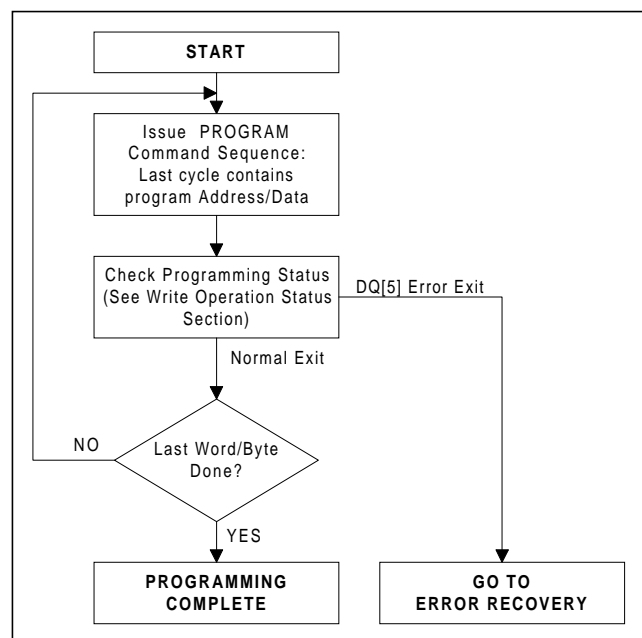 START
Issue PROGRAM
Command Sequence:
Last cycle contains
program Address/Data
Check Programming Status
(See Write Operation Status
Section)
DQ[5] Error Exit
Normal Exit
NO
Last Word/Byte
Done?
YES
PROGRAMMING
COMPLETE
GO TO
ERROR RECOVERY